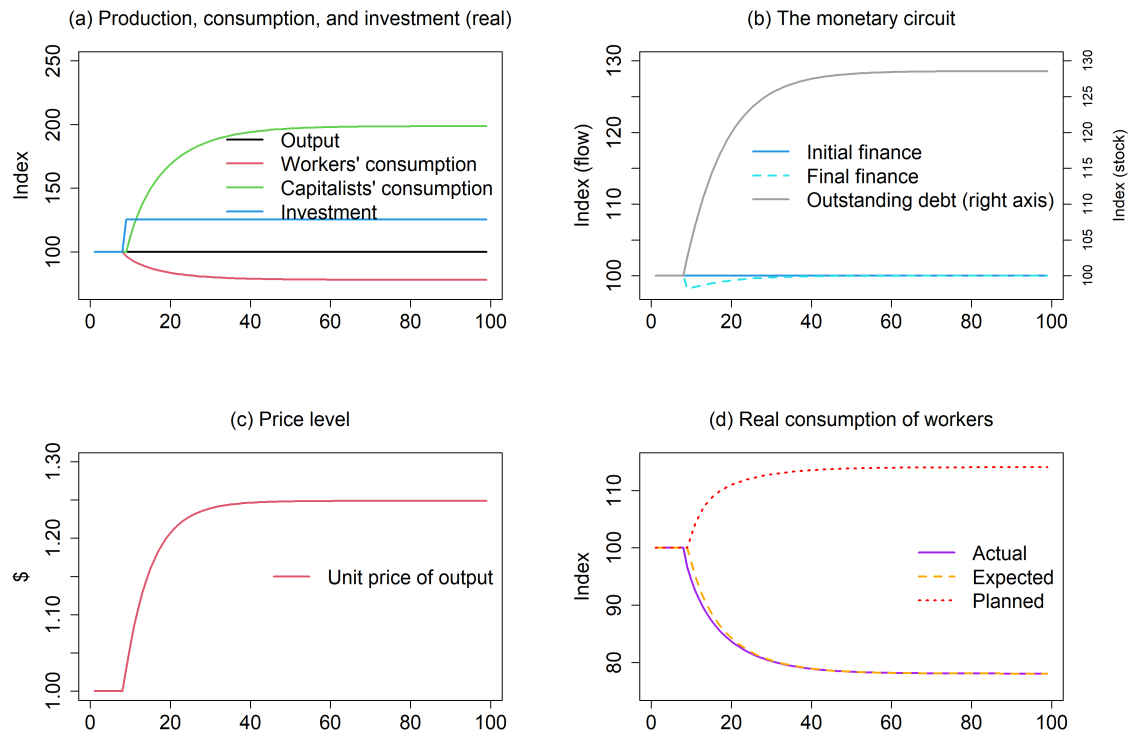 (a) Production, consumption, and investment (real)
Index
250
200
150
100
Output
Workers' consumption
Capitalists' consumption
Investment
0 20 40 60 80 100
(b) The monetary circuit
Index (flow)
130
120
110
100
Initial finance
Final finance
Outstanding debt (right axis)
130
125
120
115
110
105
100
Index (stock)
0 20 40 60 80 100
(c) Price level
$
1.30
1.20
1.10
1.00
Unit price of output
0 20 40 60 80 100
(d) Real consumption of workers
Index
110
100
90
80
Actual
Expected
Planned
0 20 40 60 80 100